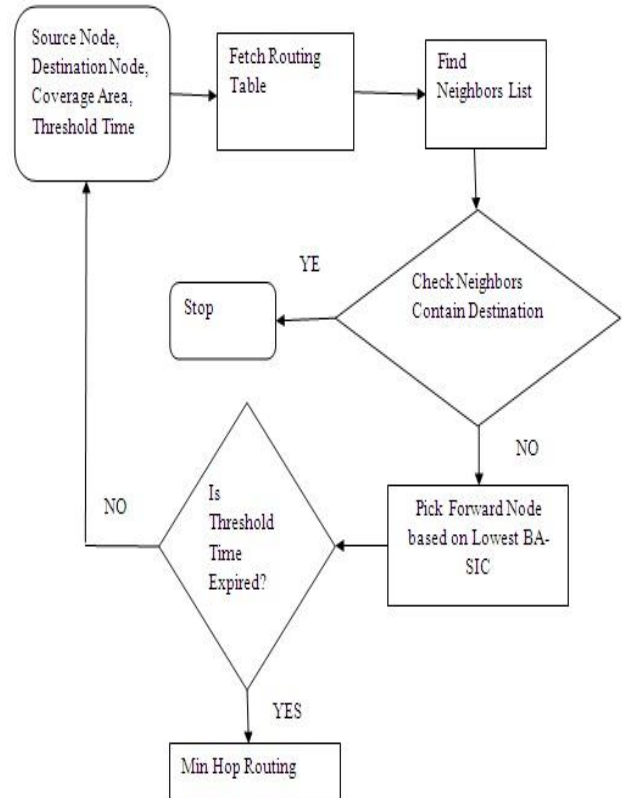 Source Node,
Destination Node,
Coverage Area,
Threshold Time
Fetch Routing
Table
Find
Neighbors List
Check Neighbors
Contain Destination
YE
Stop
NO
Pick Forward Node
based on Lowest BA-
SIC
Is
Threshold
Time
Expired?
NO
YES
Min Hop Routing